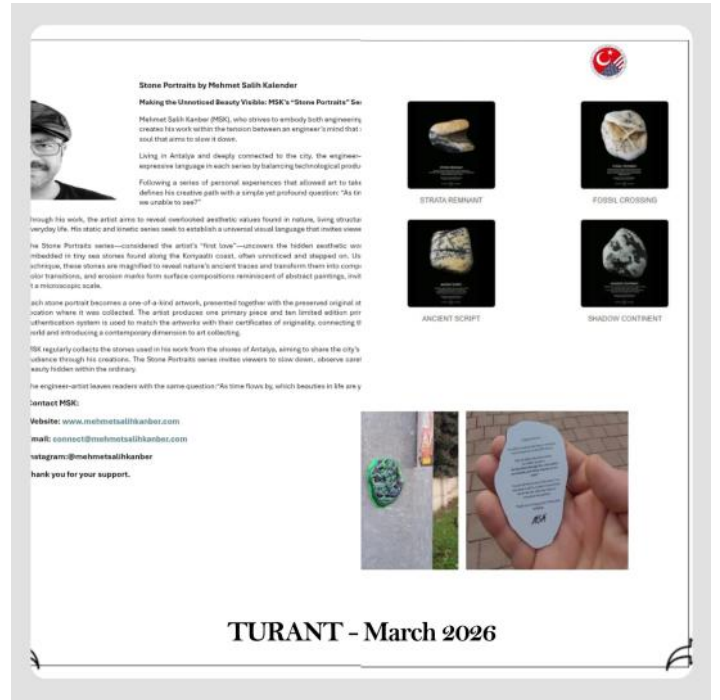 Stone Portraits by Mehmet Salih Kalender
Making the Unnoticed Beauty Visible: MSK's "Stone Portraits" Se
Mehmet Salih Kanber (MSK), who strives to embody both engineering
creates his work within the tension between an engineer's mind that
soul that aims to slow it down.
Living in Antalya and deeply connected to the city, the engineer–
expressive language in each series by balancing technological produ
Following a series of personal experiences that allowed art to take
defines his creative path with a simple yet profound question: "As tim
we unable to see?"
hrough his work, the artist aims to reveal overlooked aesthetic values found in nature, living structu
veryday life. His static and kinetic series seek to establish a universal visual language that invites viewe
he Stone Portraits series—considered the artist's "first love"—uncovers the hidden aesthetic wor
mbedded in tiny sea stones found along the Konyaaltı coast, often unnoticed and stepped on. Us
echnique, these stones are magnified to reveal nature's ancient traces and transform them into comp
olor transitions, and erosion marks form surface compositions reminiscent of abstract paintings, invit
t a microscopic scale.
ach stone portrait becomes a one-of-a-kind artwork, presented together with the preserved original st
ocation where it was collected. The artist produces one primary piece and ten limited edition prin
uthentication system is used to match the artworks with their certificates of originality, connecting th
orld and introducing a contemporary dimension to art collecting.
MSK regularly collects the stones used in his work from the shores of Antalya, aiming to share the city's
udience through his creations. The Stone Portraits series invites viewers to slow down, observe caref
eauty hidden within the ordinary.
he engineer-artist leaves readers with the same question:"As time flows by, which beauties in life are y
Contact MSK:
Website: www.mehmetsalihkanber.com
Email: connect@mehmetsalihkanber.com
nstagram:@mehmetsalihkanber
hank you for your support.
STRATA REMNANT
FOSSIL CROSSING
ANCIENT SCRIPT
SHADOW CONTINENT
MSK
TURANT - March 2026